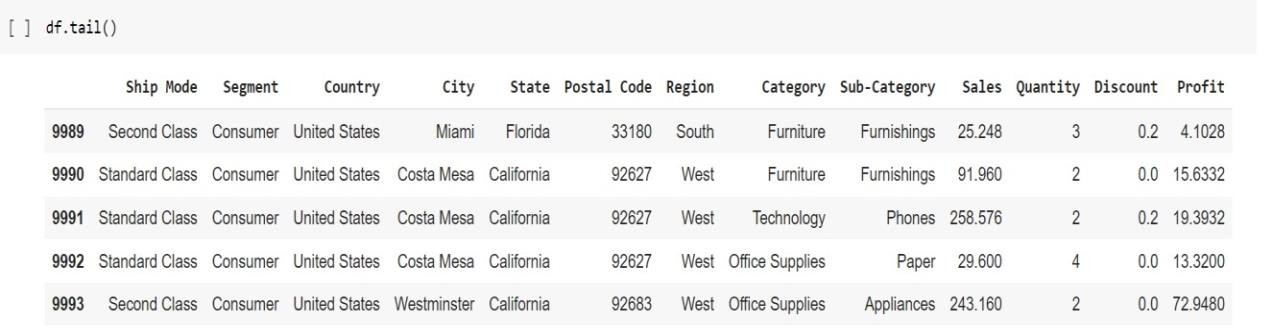 [ ] df.tail()
Ship Mode Segment Country City State Postal Code Region Category Sub-Category Sales Quantity Discount Profit
9989 Second Class Consumer United States Miami Florida 33180 South Furniture Furnishings 25.248 3 0.2 4.1028
9990 Standard Class Consumer United States Costa Mesa California 92627 West Furniture Furnishings 91.960 2 0.0 15.6332
9991 Standard Class Consumer United States Costa Mesa California 92627 West Technology Phones 258.576 2 0.2 19.3932
9992 Standard Class Consumer United States Costa Mesa California 92627 West Office Supplies Paper 29.600 4 0.0 13.3200
9993 Second Class Consumer United States Westminster California 92683 West Office Supplies Appliances 243.160 2 0.0 72.9480